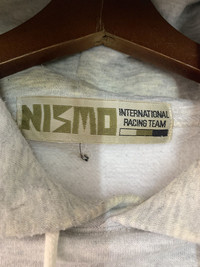 NISMO
INTERNATIONAL
RACING TEAM